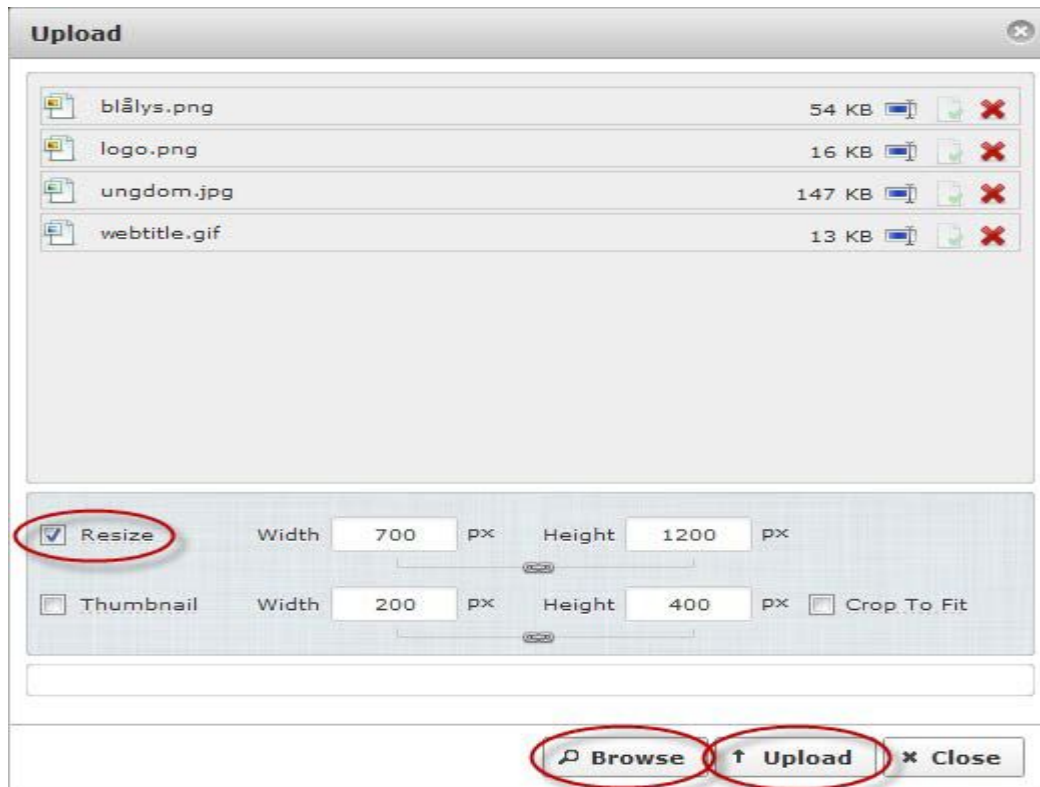 Upload
blålys.png 54 KB
logo.png 16 KB
ungdom.jpg 147 KB
webtitle.gif 13 KB
Resize Width 700 px Height 1200 px
Thumbnail Width 200 px Height 400 px Crop To Fit
Browse Upload Close